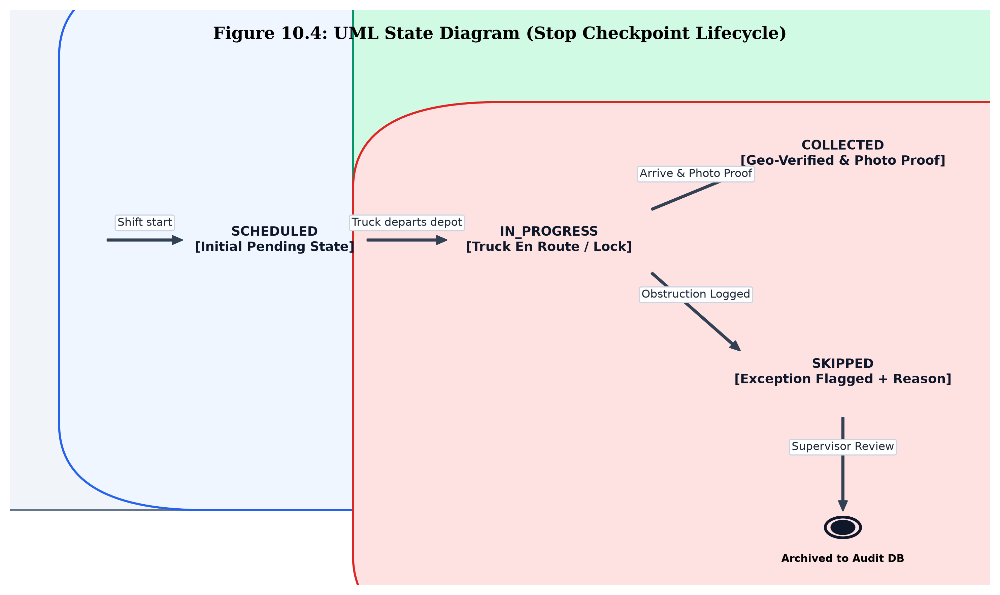 Figure 10.4: UML State Diagram (Stop Checkpoint Lifecycle)
COLLECTED
[Geo-Verified & Photo Proof]
Arrive & Photo Proof
Shift start
SCHEDULED
[Initial Pending State]
Truck departs depot
IN_PROGRESS
[Truck En Route / Lock]
Obstruction Logged
SKIPPED
[Exception Flagged + Reason]
Supervisor Review
Archived to Audit DB